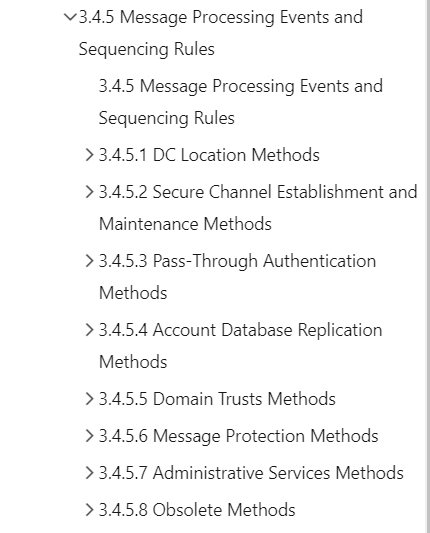 3.4.5 Message Processing Events and
Sequencing Rules
3.4.5 Message Processing Events and
Sequencing Rules
3.4.5.1 DC Location Methods
3.4.5.2 Secure Channel Establishment and
Maintenance Methods
3.4.5.3 Pass-Through Authentication
Methods
3.4.5.4 Account Database Replication
Methods
3.4.5.5 Domain Trusts Methods
3.4.5.6 Message Protection Methods
3.4.5.7 Administrative Services Methods
3.4.5.8 Obsolete Methods